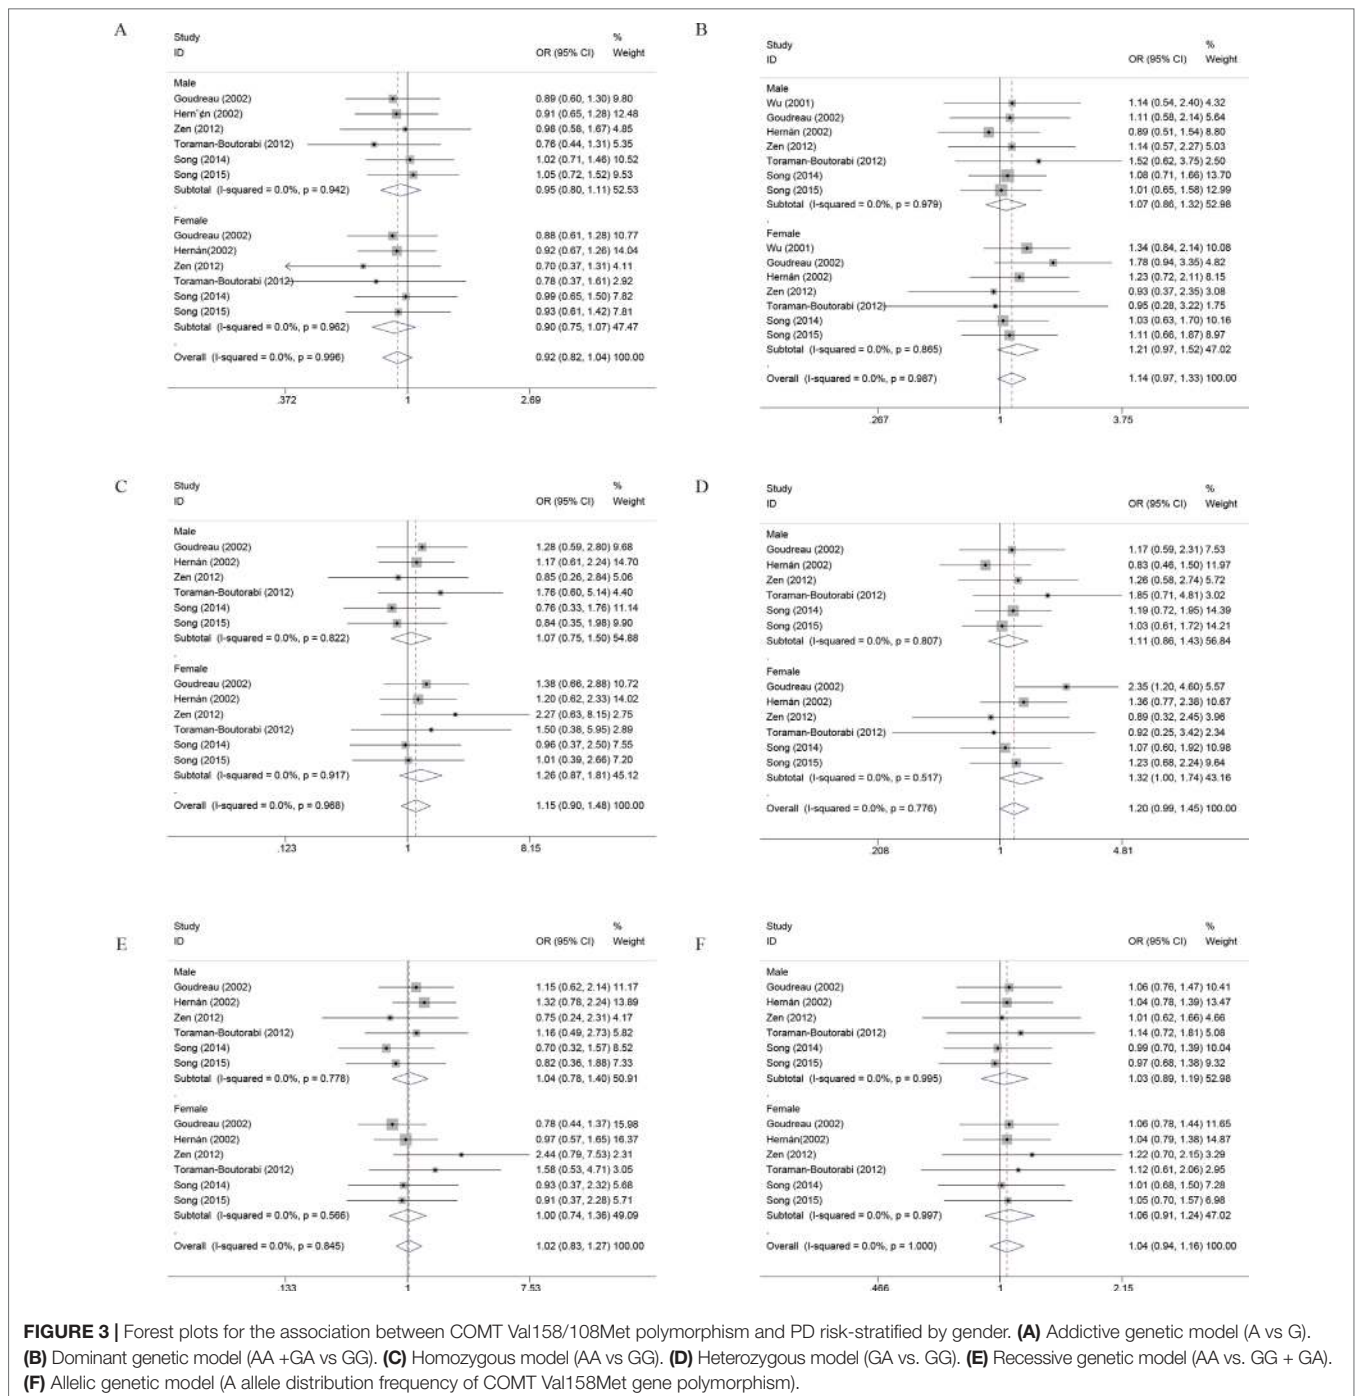 A
Study %
ID OR (95% CI) Weight
Male
Goudreau (2002) 0.89 (0.60, 1.30) 9.80
Hern¨¢n (2002) 0.91 (0.65, 1.28) 12.48
Zen (2012) 0.98 (0.58, 1.67) 4.85
Toraman-Boutorabi (2012) 0.76 (0.44, 1.31) 5.35
Song (2014) 1.02 (0.71, 1.46) 10.52
Song (2015) 1.05 (0.72, 1.52) 9.53
Subtotal (I-squared = 0.0%, p = 0.942) 0.95 (0.80, 1.11) 52.53
.
Female
Goudreau (2002) 0.88 (0.61, 1.28) 10.77
Hernán(2002) 0.92 (0.67, 1.26) 14.04
Zen (2012) 0.70 (0.37, 1.31) 4.11
Toraman-Boutorabi (2012) 0.78 (0.37, 1.61) 2.92
Song (2014) 0.99 (0.65, 1.50) 7.82
Song (2015) 0.93 (0.61, 1.42) 7.81
Subtotal (I-squared = 0.0%, p = 0.962) 0.90 (0.75, 1.07) 47.47
.
Overall (I-squared = 0.0%, p = 0.996) 0.92 (0.82, 1.04) 100.00
.372 1 2.69
B
Study %
ID OR (95% CI) Weight
Male
Wu (2001) 1.14 (0.54, 2.40) 4.32
Goudreau (2002) 1.11 (0.58, 2.14) 5.64
Hernán (2002) 0.89 (0.51, 1.54) 8.80
Zen (2012) 1.14 (0.57, 2.27) 5.03
Toraman-Boutorabi (2012) 1.52 (0.62, 3.75) 2.50
Song (2014) 1.08 (0.71, 1.66) 13.70
Song (2015) 1.01 (0.65, 1.58) 12.99
Subtotal (I-squared = 0.0%, p = 0.979) 1.07 (0.86, 1.32) 52.98
.
Female
Wu (2001) 1.34 (0.84, 2.14) 10.08
Goudreau (2002) 1.78 (0.94, 3.35) 4.82
Hernán (2002) 1.23 (0.72, 2.11) 8.15
Zen (2012) 0.93 (0.37, 2.35) 3.08
Toraman-Boutorabi (2012) 0.95 (0.28, 3.22) 1.75
Song (2014) 1.03 (0.63, 1.70) 10.16
Song (2015) 1.11 (0.66, 1.87) 8.97
Subtotal (I-squared = 0.0%, p = 0.865) 1.21 (0.97, 1.52) 47.02
.
Overall (I-squared = 0.0%, p = 0.987) 1.14 (0.97, 1.33) 100.00
.267 1 3.75
C
Study %
ID OR (95% CI) Weight
Male
Goudreau (2002) 1.28 (0.59, 2.80) 9.68
Hernán (2002) 1.17 (0.61, 2.24) 14.70
Zen (2012) 0.85 (0.26, 2.84) 5.06
Toraman-Boutorabi (2012) 1.76 (0.60, 5.14) 4.40
Song (2014) 0.76 (0.33, 1.76) 11.14
Song (2015) 0.84 (0.35, 1.98) 9.90
Subtotal (I-squared = 0.0%, p = 0.822) 1.07 (0.75, 1.50) 54.88
.
Female
Goudreau (2002) 1.38 (0.66, 2.88) 10.72
Hernán (2002) 1.20 (0.62, 2.33) 14.02
Zen (2012) 2.27 (0.63, 8.15) 2.75
Toraman-Boutorabi (2012) 1.50 (0.38, 5.95) 2.89
Song (2014) 0.96 (0.37, 2.50) 7.55
Song (2015) 1.01 (0.39, 2.66) 7.20
Subtotal (I-squared = 0.0%, p = 0.917) 1.26 (0.87, 1.81) 45.12
.
Overall (I-squared = 0.0%, p = 0.968) 1.15 (0.90, 1.48) 100.00
.123 1 8.15
D
Study %
ID OR (95% CI) Weight
Male
Goudreau (2002) 1.17 (0.59, 2.31) 7.53
Hernán (2002) 0.83 (0.46, 1.50) 11.97
Zen (2012) 1.26 (0.58, 2.74) 5.72
Toraman-Boutorabi (2012) 1.85 (0.71, 4.81) 3.02
Song (2014) 1.19 (0.72, 1.95) 14.39
Song (2015) 1.03 (0.61, 1.72) 14.21
Subtotal (I-squared = 0.0%, p = 0.807) 1.11 (0.86, 1.43) 56.84
.
Female
Goudreau (2002) 2.35 (1.20, 4.60) 5.57
Hernán (2002) 1.36 (0.77, 2.38) 10.67
Zen (2012) 0.89 (0.32, 2.45) 3.96
Toraman-Boutorabi (2012) 0.92 (0.25, 3.42) 2.34
Song (2014) 1.07 (0.60, 1.92) 10.98
Song (2015) 1.23 (0.68, 2.24) 9.64
Subtotal (I-squared = 0.0%, p = 0.517) 1.32 (1.00, 1.74) 43.16
.
Overall (I-squared = 0.0%, p = 0.776) 1.20 (0.99, 1.45) 100.00
.208 1 4.81
E
Study %
ID OR (95% CI) Weight
Male
Goudreau (2002) 1.15 (0.62, 2.14) 11.17
Hernán (2002) 1.32 (0.78, 2.24) 13.89
Zen (2012) 0.75 (0.24, 2.31) 4.17
Toraman-Boutorabi (2012) 1.16 (0.49, 2.73) 5.82
Song (2014) 0.70 (0.32, 1.57) 8.52
Song (2015) 0.82 (0.36, 1.88) 7.33
Subtotal (I-squared = 0.0%, p = 0.778) 1.04 (0.78, 1.40) 50.91
.
Female
Goudreau (2002) 0.78 (0.44, 1.37) 15.98
Hernán (2002) 0.97 (0.57, 1.65) 16.37
Zen (2012) 2.44 (0.79, 7.53) 2.31
Toraman-Boutorabi (2012) 1.58 (0.53, 4.71) 3.05
Song (2014) 0.93 (0.37, 2.32) 5.68
Song (2015) 0.91 (0.37, 2.28) 5.71
Subtotal (I-squared = 0.0%, p = 0.566) 1.00 (0.74, 1.36) 49.09
.
Overall (I-squared = 0.0%, p = 0.845) 1.02 (0.83, 1.27) 100.00
.133 1 7.53
F
Study %
ID OR (95% CI) Weight
Male
Goudreau (2002) 1.06 (0.76, 1.47) 10.41
Hernán (2002) 1.04 (0.78, 1.39) 13.47
Zen (2012) 1.01 (0.62, 1.66) 4.66
Toraman-Boutorabi (2012) 1.14 (0.72, 1.81) 5.08
Song (2014) 0.99 (0.70, 1.39) 10.04
Song (2015) 0.97 (0.68, 1.38) 9.32
Subtotal (I-squared = 0.0%, p = 0.995) 1.03 (0.89, 1.19) 52.98
.
Female
Goudreau (2002) 1.06 (0.78, 1.44) 11.65
Hernán(2002) 1.04 (0.79, 1.38) 14.87
Zen (2012) 1.22 (0.70, 2.15) 3.29
Toraman-Boutorabi (2012) 1.12 (0.61, 2.06) 2.95
Song (2014) 1.01 (0.68, 1.50) 7.28
Song (2015) 1.05 (0.70, 1.57) 6.98
Subtotal (I-squared = 0.0%, p = 0.997) 1.06 (0.91, 1.24) 47.02
.
Overall (I-squared = 0.0%, p = 1.000) 1.04 (0.94, 1.16) 100.00
.466 1 2.15
FIGURE 3 | Forest plots for the association between COMT Val158/108Met polymorphism and PD risk-stratified by gender. (A) Addictive genetic model (A vs G).
(B) Dominant genetic model (AA +GA vs GG). (C) Homozygous model (AA vs GG). (D) Heterozygous model (GA vs. GG). (E) Recessive genetic model (AA vs. GG + GA).
(F) Allelic genetic model (A allele distribution frequency of COMT Val158Met gene polymorphism).